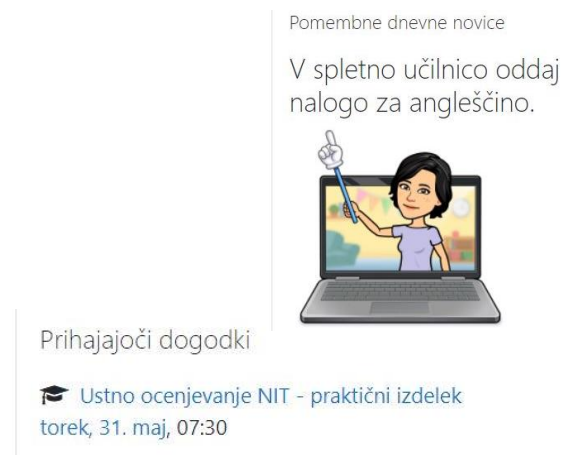 Pomembne dnevne novice
V spletno učilnico oddaj
nalogo za angleščino.
Prihajajoči dogodki
Ustno ocenjevanje NIT - praktični izdelek
torek, 31. maj, 07:30